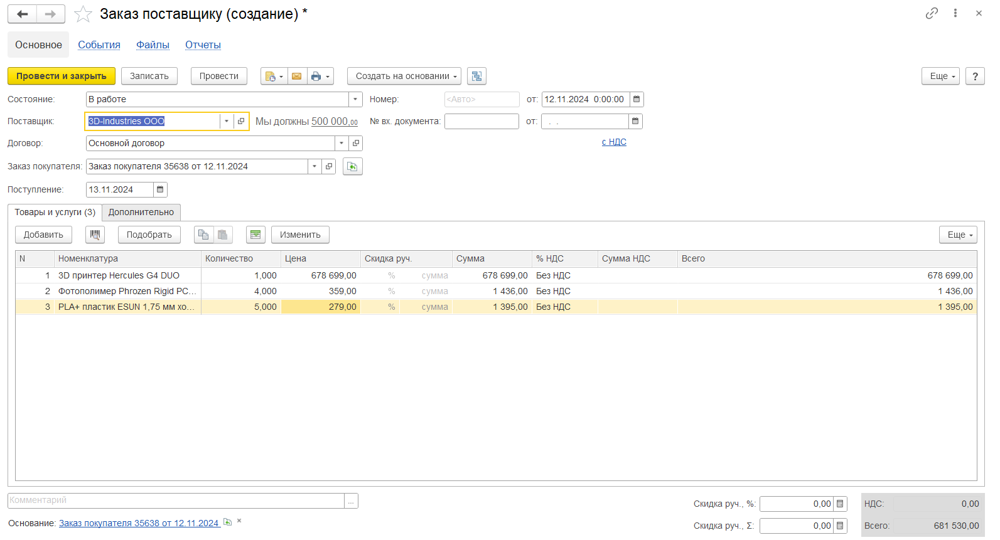 Заказ поставщику (создание) *
Основное События Файлы Отчеты
Провести и закрыть Записать Провести Создать на основании Еще ?
Состояние: В работе Номер: <Авто> от: 12.11.2024 0:00:00
Поставщик: 3D-Industries ООО Мы должны 500 000,00 № вх. документа: от: . .
Договор: Основной договор с НДС
Заказ покупателя: Заказ покупателя 35638 от 12.11.2024
Поступление: 13.11.2024
Товары и услуги (3) Дополнительно
Добавить Подобрать Изменить Еще
N Номенклатура Количество Цена Скидка руч. Сумма % НДС Сумма НДС Всего
1 3D принтер Hercules G4 DUO 1,000 678 699,00 % сумма 678 699,00 Без НДС 678 699,00
2 Фотополимер Phrozen Rigid PC... 4,000 359,00 % сумма 1 436,00 Без НДС 1 436,00
3 PLA+ пластик ESUN 1,75 мм хо... 5,000 279,00 % сумма 1 395,00 Без НДС 1 395,00
Комментарий ...
Скидка руч., %: 0,00 НДС: 0,00
Основание: Заказ покупателя 35638 от 12.11.2024
Скидка руч., Σ: 0,00 Всего: 681 530,00